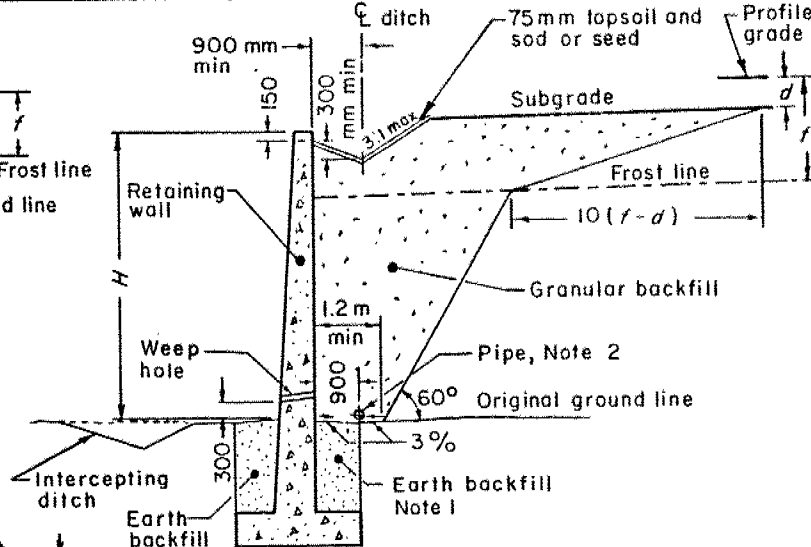 ℄ ditch
900 mm
min
75mm topsoil and
sod or seed
Profile
grade
150
300
mm min
3:1 max
Subgrade
d
f
f
Frost line
d line
Frost line
Retaining
wall
10(f-d)
H
Granular backfill
1.2 m
min
Weep
hole
900
Pipe, Note 2
60°
Original ground line
3%
300
Intercepting
ditch
Earth
backfill
Earth backfill
Note 1